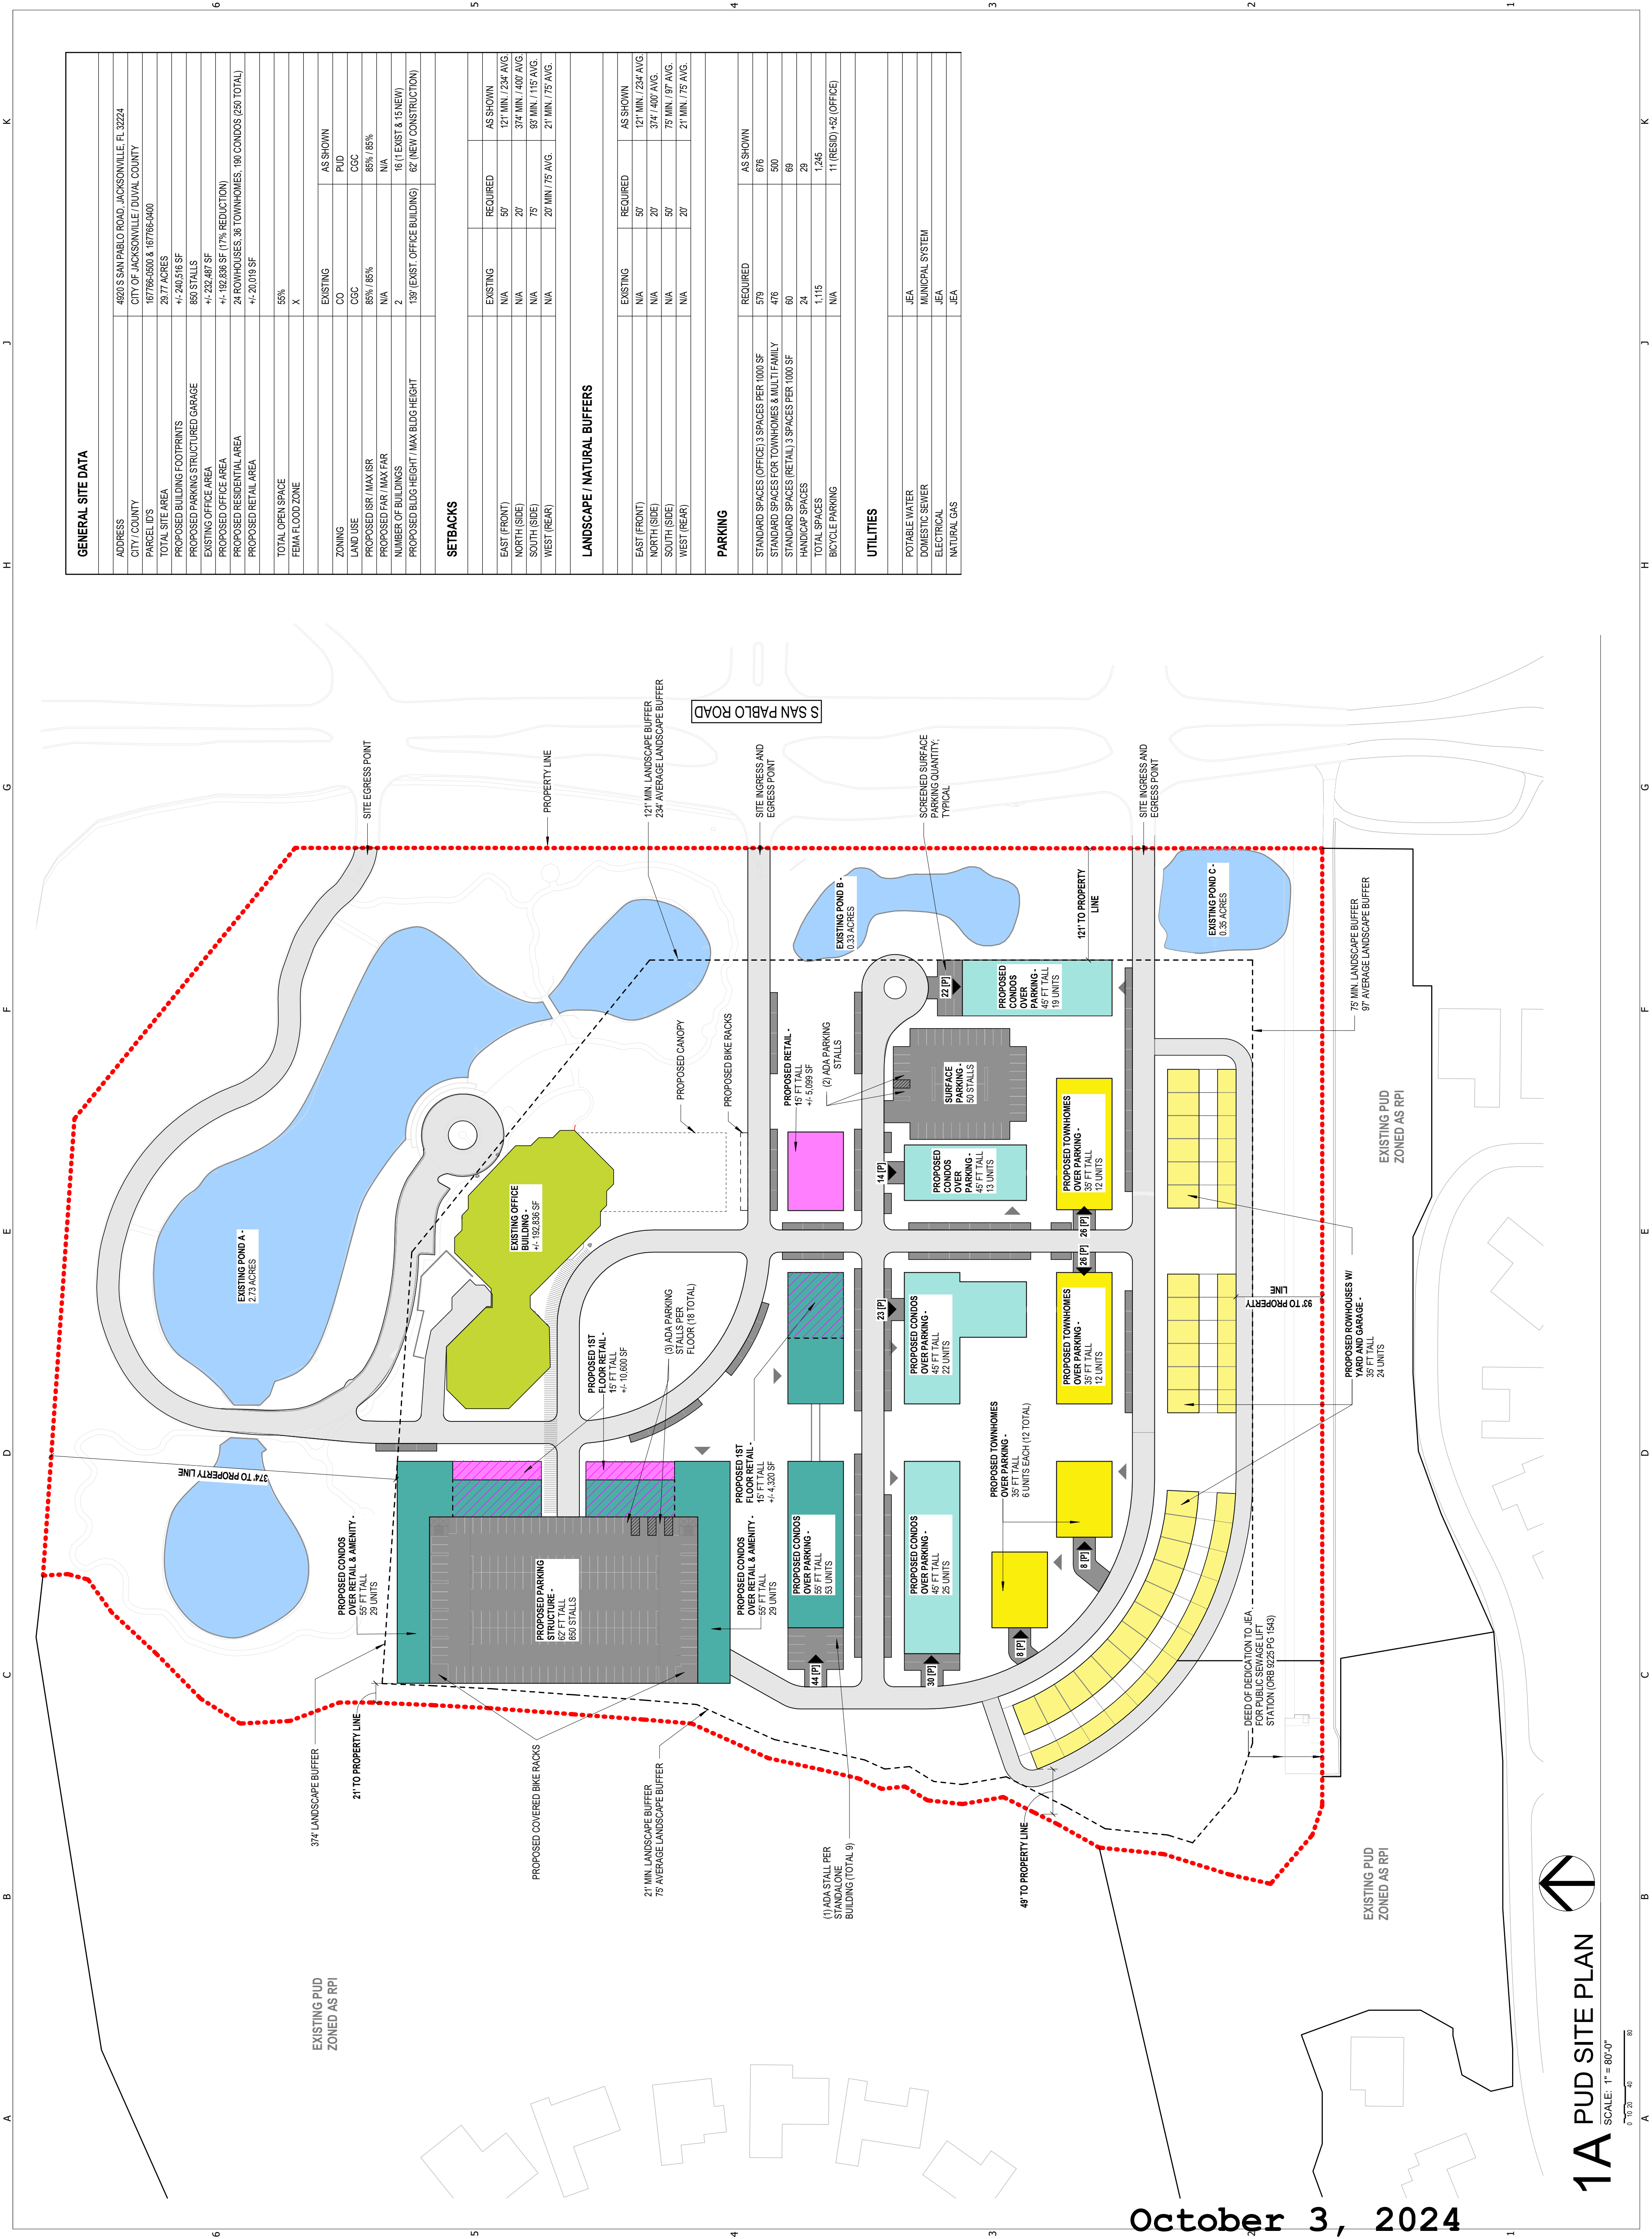 GENERAL SITE DATA
ADDRESS 4920 S SAN PABLO ROAD, JACKSONVILLE, FL 32224
CITY / COUNTY CITY OF JACKSONVILLE / DUVAL COUNTY
PARCEL ID'S 167766-0500 & 167766-0400
TOTAL SITE AREA 29.77 ACRES
PROPOSED BUILDING FOOTPRINTS +/- 240,516 SF
PROPOSED PARKING STRUCTURED GARAGE 850 STALLS
EXISTING OFFICE AREA +/- 232,487 SF
PROPOSED OFFICE AREA +/- 192,836 SF (17% REDUCTION)
PROPOSED RESIDENTIAL AREA 24 ROWHOUSES, 36 TOWNHOMES, 190 CONDOS (250 TOTAL)
PROPOSED RETAIL AREA +/- 20,019 SF
TOTAL OPEN SPACE 55%
FEMA FLOOD ZONE X
EXISTING AS SHOWN
ZONING CO PUD
LAND USE CGC CGC
PROPOSED ISR / MAX ISR 85% / 85% 85% / 85%
PROPOSED FAR / MAX FAR N/A N/A
NUMBER OF BUILDINGS 2 16 (1 EXIST & 15 NEW)
PROPOSED BLDG HEIGHT / MAX BLDG HEIGHT 139' (EXIST. OFFICE BUILDING) 62' (NEW CONSTRUCTION)
SETBACKS
EXISTING REQUIRED AS SHOWN
EAST (FRONT) N/A 50' 121' MIN. / 234' AVG.
NORTH (SIDE) N/A 20' 374' MIN. / 400' AVG.
SOUTH (SIDE) N/A 75' 93' MIN. / 115' AVG.
WEST (REAR) N/A 20' MIN / 75' AVG. 21' MIN. / 75' AVG.
LANDSCAPE / NATURAL BUFFERS
EXISTING REQUIRED AS SHOWN
EAST (FRONT) N/A 50' 121' MIN. / 234' AVG.
NORTH (SIDE) N/A 20' 374' / 400' AVG.
SOUTH (SIDE) N/A 50' 75' MIN. / 97' AVG.
WEST (REAR) N/A 20' 21' MIN. / 75' AVG.
PARKING
REQUIRED AS SHOWN
STANDARD SPACES (OFFICE) 3 SPACES PER 1000 SF 579 676
STANDARD SPACES FOR TOWNHOMES & MULTI FAMILY 476 500
STANDARD SPACES (RETAIL) 3 SPACES PER 1000 SF 60 69
HANDICAP SPACES 24 29
TOTAL SPACES 1,115 1,245
BICYCLE PARKING N/A 11 (RESID) +52 (OFFICE)
UTILITIES
POTABLE WATER JEA
DOMESTIC SEWER MUNICPAL SYSTEM
ELECTRICAL JEA
NATURAL GAS JEA
S SAN PABLO ROAD
SITE EGRESS POINT
PROPERTY LINE
121' MIN. LANDSCAPE BUFFER
234' AVERAGE LANDSCAPE BUFFER
SITE INGRESS AND
EGRESS POINT
SCREENED SURFACE
PARKING QUANTITY;
TYPICAL
SITE INGRESS AND
EGRESS POINT
121' TO PROPERTY
LINE
75' MIN. LANDSCAPE BUFFER
97' AVERAGE LANDSCAPE BUFFER
EXISTING POND A -
2.73 ACRES
EXISTING POND B -
0.33 ACRES
EXISTING POND C -
0.35 ACRES
EXISTING OFFICE
BUILDING -
+/- 192,836 SF
PROPOSED CANOPY
PROPOSED BIKE RACKS
PROPOSED RETAIL -
15' FT TALL
+/- 5,099 SF
(2) ADA PARKING
STALLS
22 [P]
PROPOSED
CONDOS
OVER
PARKING -
45' FT TALL
19 UNITS
SURFACE
PARKING -
50 STALLS
14 [P]
PROPOSED
CONDOS
OVER
PARKING -
45' FT TALL
13 UNITS
PROPOSED TOWNHOMES
OVER PARKING -
35' FT TALL
12 UNITS
26 [P]
26 [P]
PROPOSED TOWNHOMES
OVER PARKING -
35' FT TALL
12 UNITS
23 [P]
PROPOSED CONDOS
OVER PARKING -
45' FT TALL
22 UNITS
93' TO PROPERTY
LINE
PROPOSED ROWHOUSES W/
YARD AND GARAGE -
35' FT TALL
24 UNITS
EXISTING PUD
ZONED AS RPI
374' TO PROPERTY LINE
PROPOSED 1ST
FLOOR RETAIL -
15' FT TALL
+/- 10,600 SF
(3) ADA PARKING
STALLS PER
FLOOR (18 TOTAL)
PROPOSED 1ST
FLOOR RETAIL -
15' FT TALL
+/- 4,320 SF
PROPOSED CONDOS
OVER RETAIL & AMENITY -
55' FT TALL
29 UNITS
PROPOSED PARKING
STRUCTURE -
62' FT TALL
850 STALLS
PROPOSED CONDOS
OVER RETAIL & AMENITY -
55' FT TALL
29 UNITS
PROPOSED CONDOS
OVER PARKING -
55' FT TALL
53 UNITS
PROPOSED CONDOS
OVER PARKING -
45' FT TALL
25 UNITS
PROPOSED TOWNHOMES
OVER PARKING -
35' FT TALL
6 UNITS EACH (12 TOTAL)
44 [P]
30 [P]
8 [P]
8 [P]
DEED OF DEDICATION TO JEA
FOR PUBLIC SEWAGE LIFT
STATION (ORB 9225 PG 1543)
374' LANDSCAPE BUFFER
21' TO PROPERTY LINE
PROPOSED COVERED BIKE RACKS
21' MIN. LANDSCAPE BUFFER
75' AVERAGE LANDSCAPE BUFFER
(1) ADA STALL PER
STANDALONE
BUILDING (TOTAL 9)
49' TO PROPERTY LINE
EXISTING PUD
ZONED AS RPI
EXISTING PUD
ZONED AS RPI
1A PUD SITE PLAN
SCALE: 1" = 80'-0"
0 10 20 40 80
October 3, 2024
A B C D E F G H J K
A B C D E F G H J K
6 5 4 3 2 1
6 5 4 3 2 1